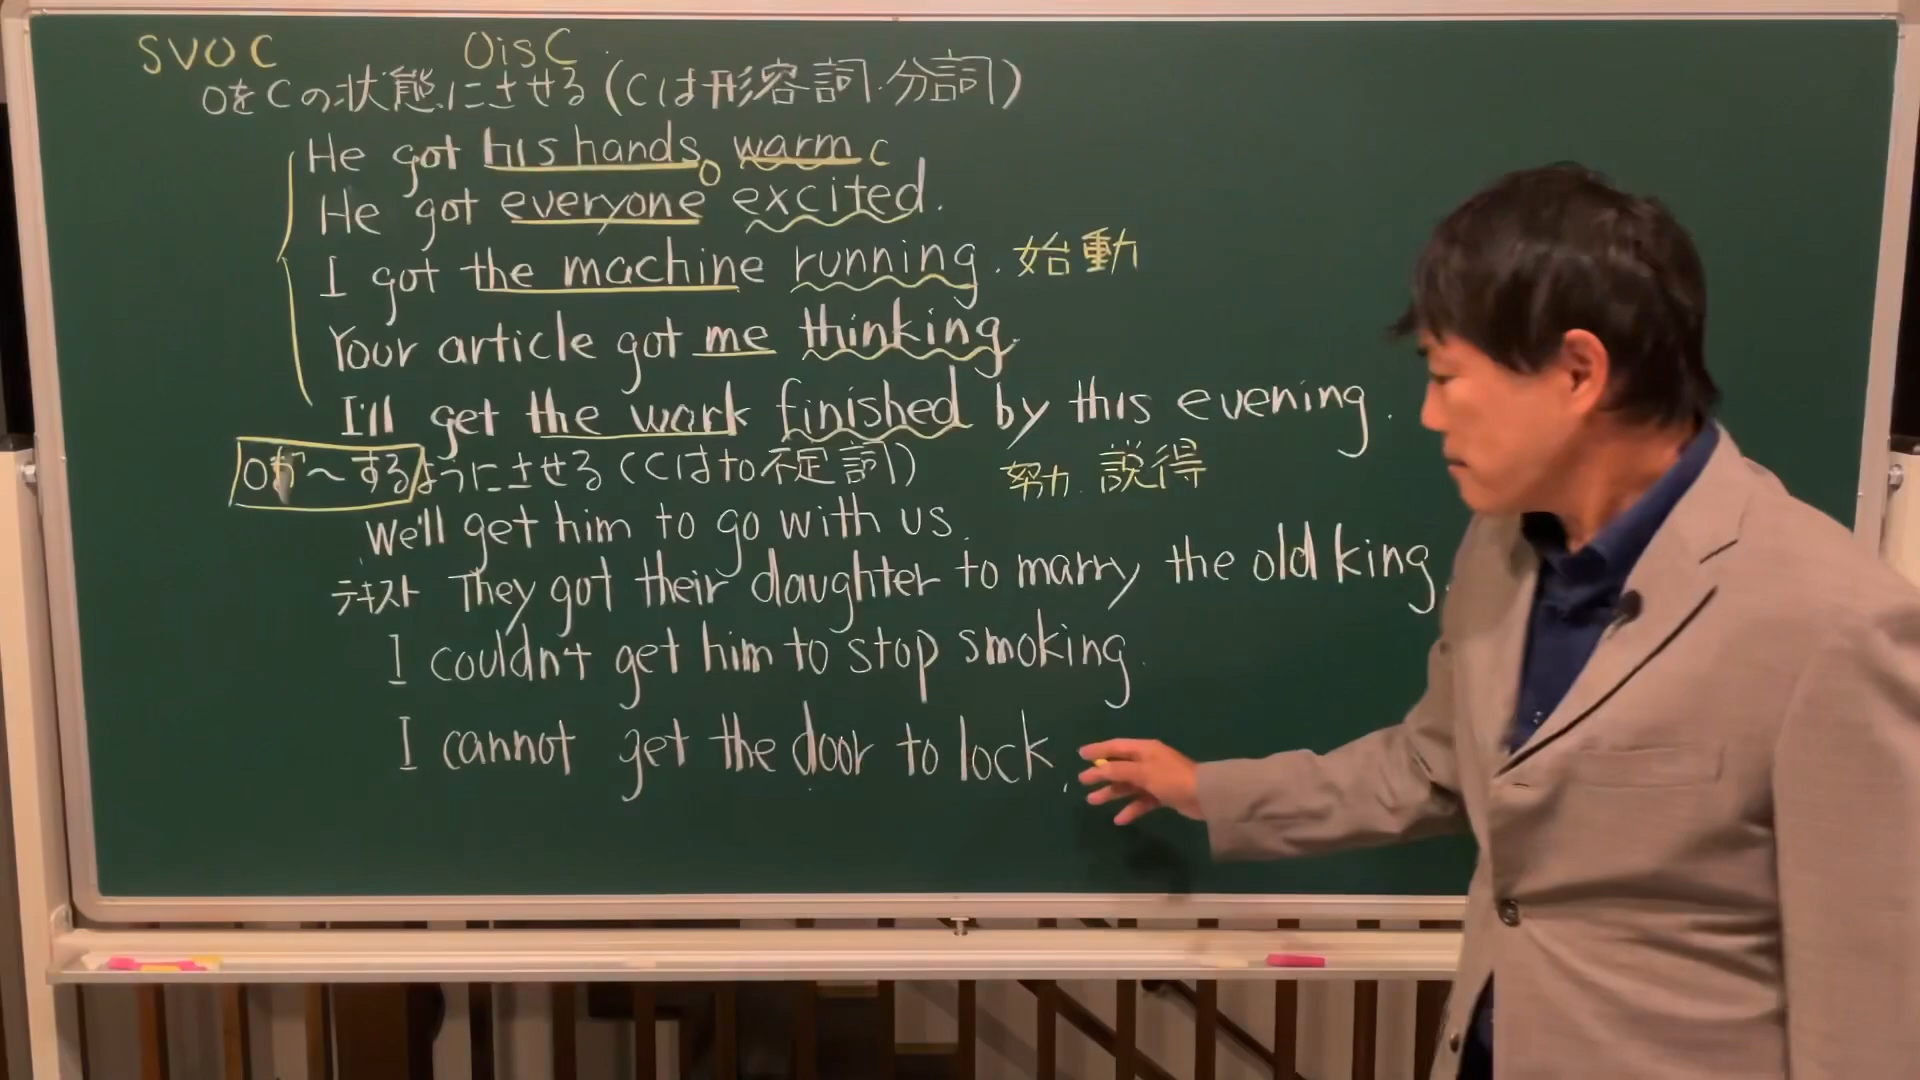 SVOC OisC
OをCの状態にさせる(Cは形容詞.分詞)
He got his hands O warm C
He got everyone excited.
I got the machine running. 始動
Your article got me thinking.
I'll get the work finished by this evening.
Oが～するようにさせる(Cはto不定詞) 努力. 説得
We'll get him to go with us.
テキスト They got their daughter to marry the old king.
I couldn't get him to stop smoking.
I cannot get the door to lock.